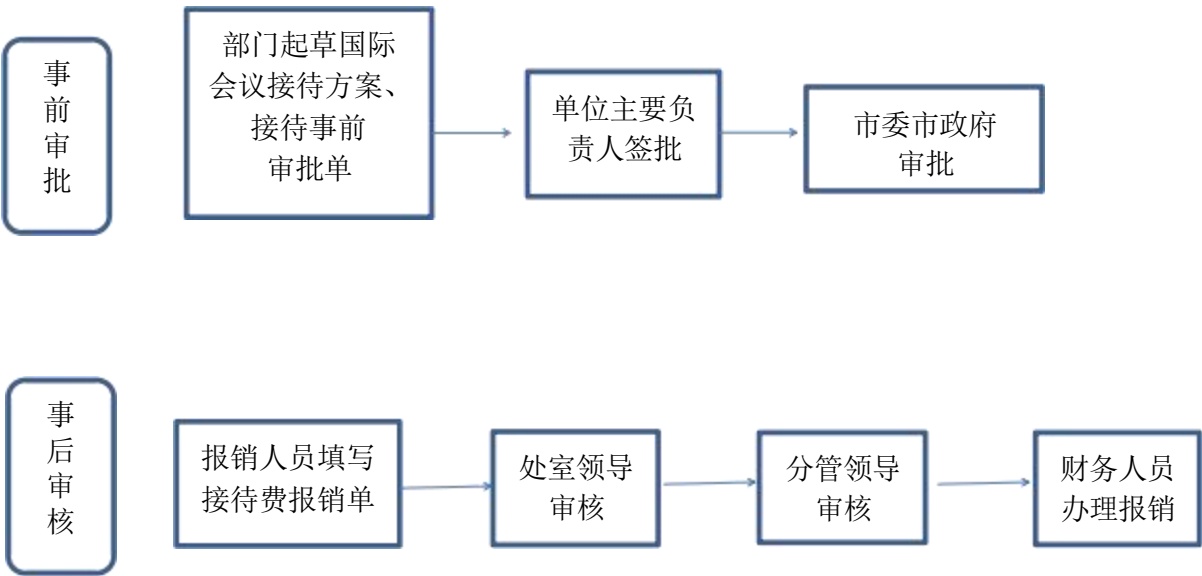 事
前
审
批
部门起草国际
会议接待方案、
接待事前
审批单
单位主要负
责人签批
市委市政府
审批
事
后
审
核
报销人员填写
接待费报销单
处室领导
审核
分管领导
审核
财务人员
办理报销